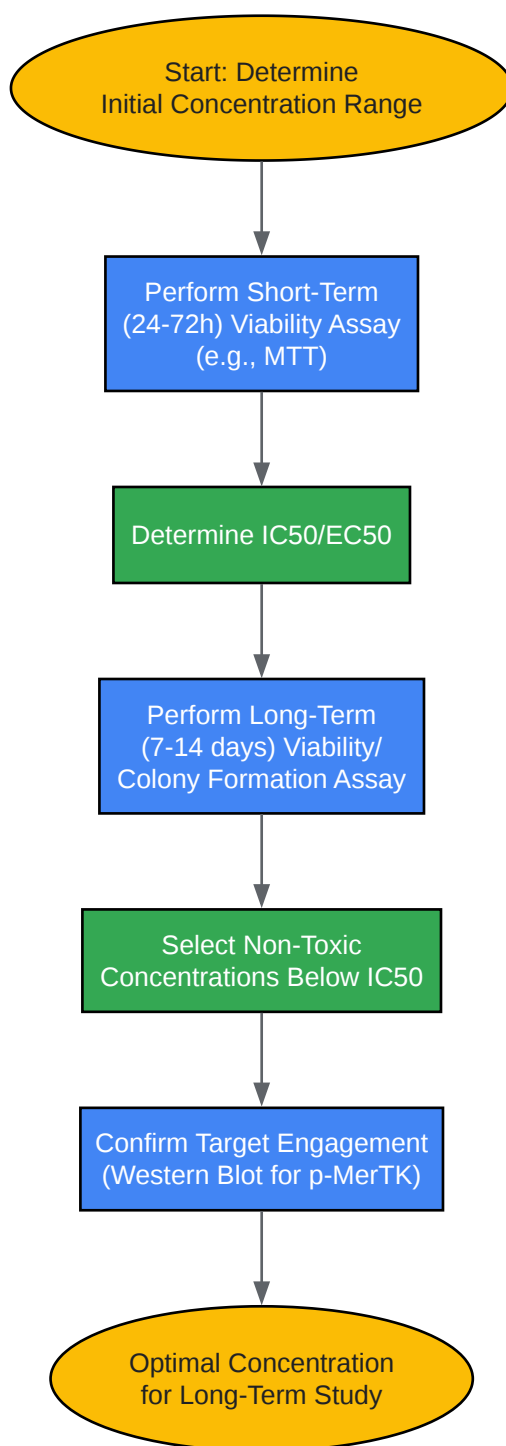 Start: Determine
Initial Concentration Range
Perform Short-Term
(24-72h) Viability Assay
(e.g., MTT)
Determine IC50/EC50
Perform Long-Term
(7-14 days) Viability/
Colony Formation Assay
Select Non-Toxic
Concentrations Below IC50
Confirm Target Engagement
(Western Blot for p-MerTK)
Optimal Concentration
for Long-Term Study